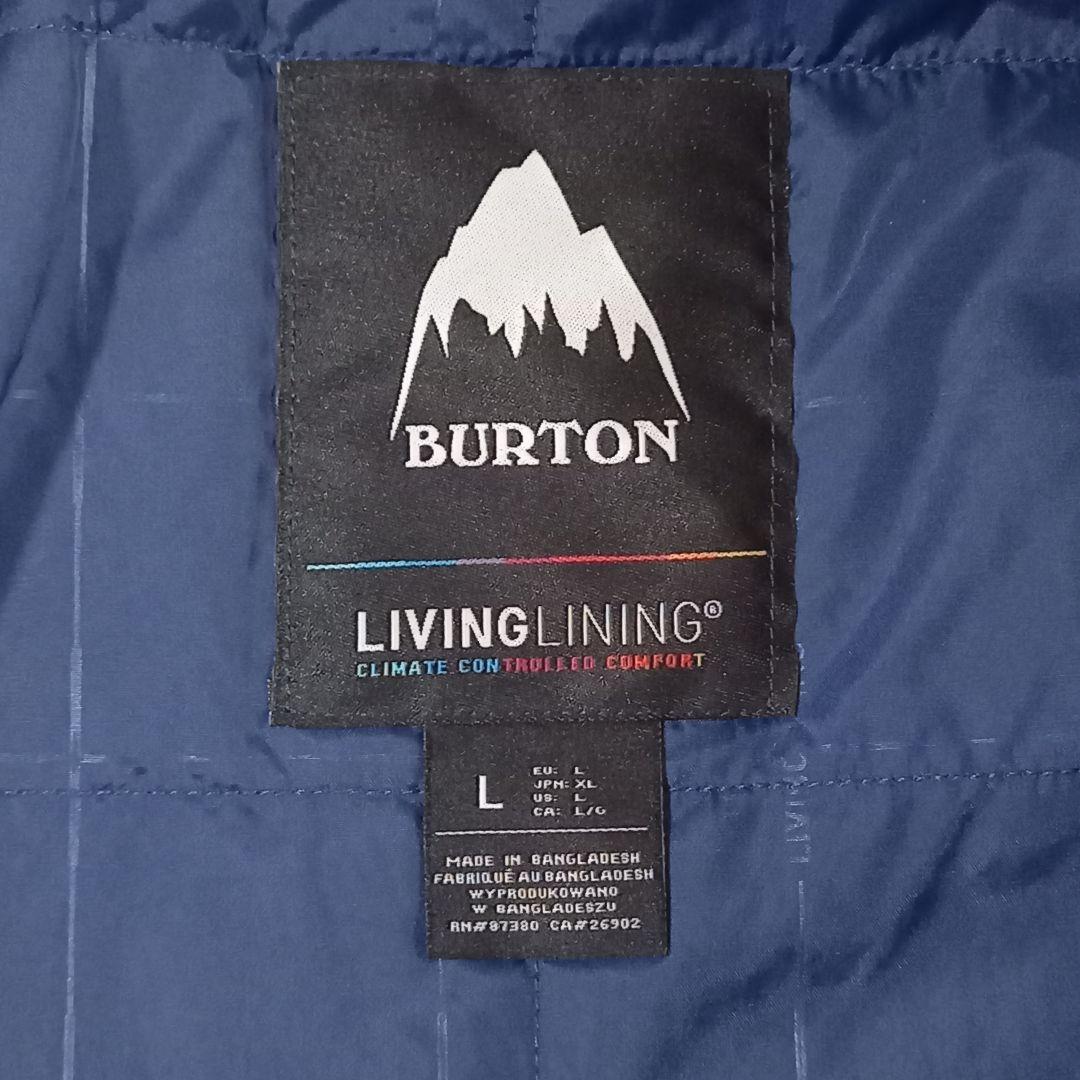 BURTON
LIVINGLINING®
CLIMATE CONTROLLED COMFORT
L
EU: L
JPN: XL
US: L
CA: L/G
MADE IN BANGLADESH
FABRIQUÉ AU BANGLADESH
WYPRODUKOWANO
W BANGLADESZU
RN#87380 CA#26902
LIVING